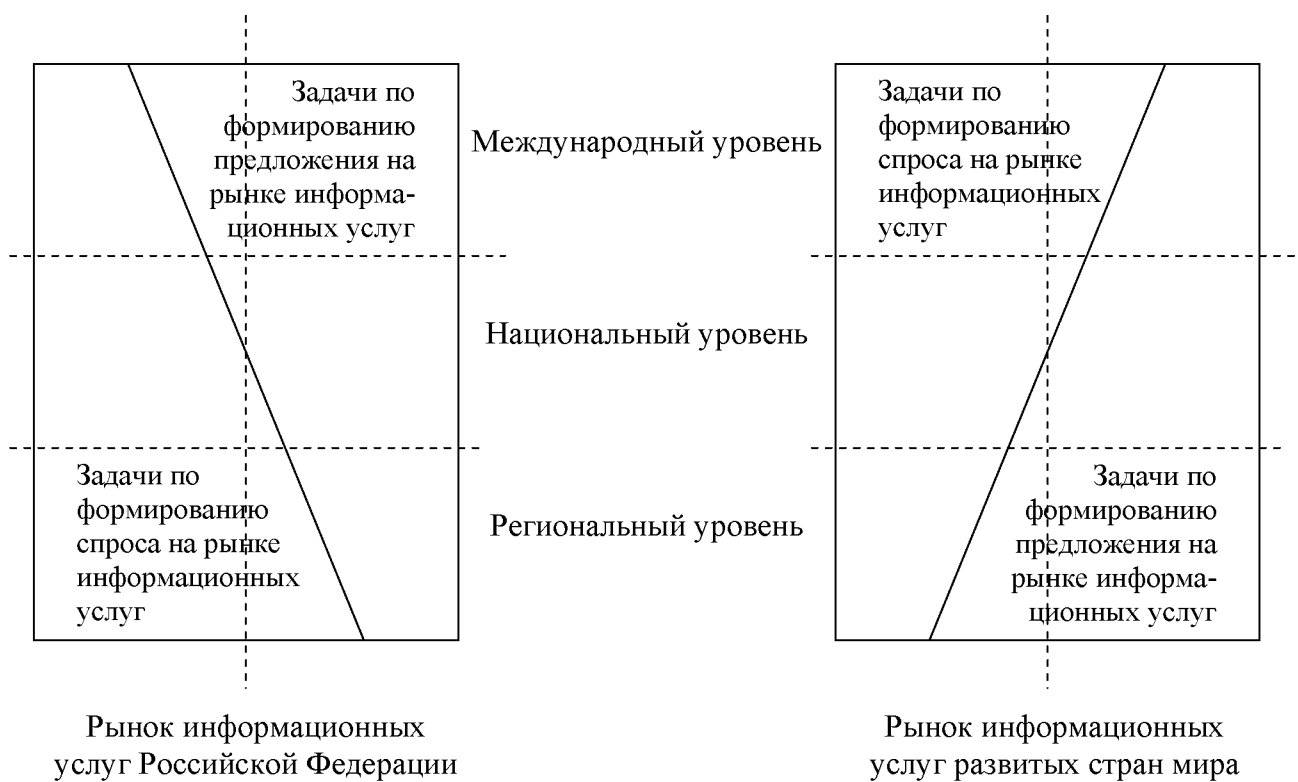 Задачи по
формированию
предложения на
рынке информа-
ционных услуг
Международный уровень
Задачи по
формированию
спроса на рынке
информационных
услуг
Национальный уровень
Задачи по
формированию
спроса на рынке
информационных
услуг
Региональный уровень
Задачи по
формированию
предложения на
рынке информа-
ционных услуг
Рынок информационных
услуг Российской Федерации
Рынок информационных
услуг развитых стран мира